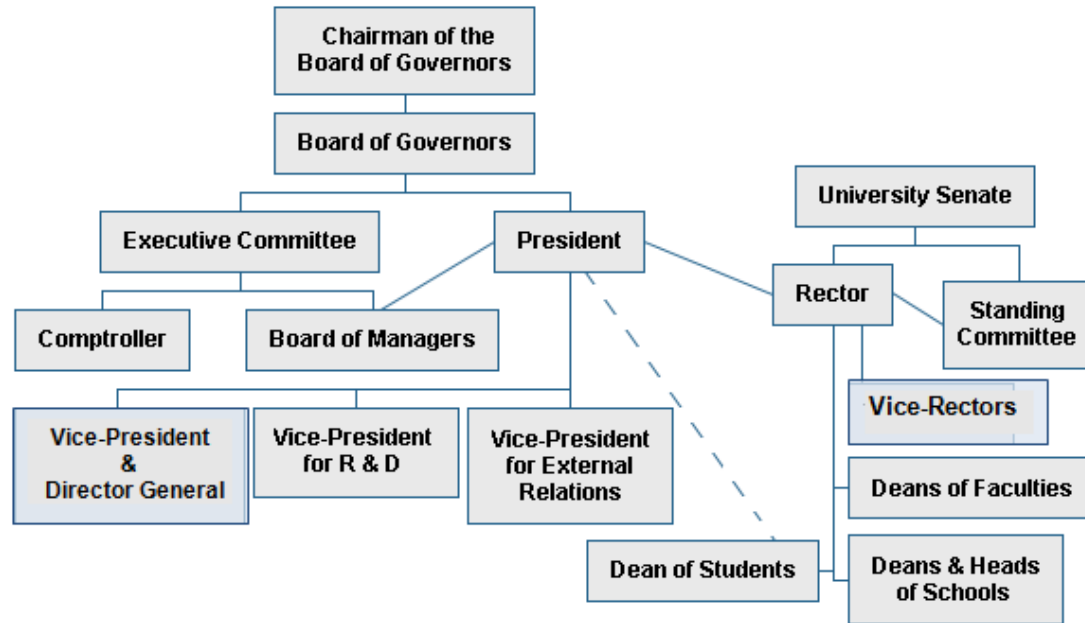 Chairman of the
Board of Governors
Board of Governors
University Senate
Executive Committee
President
Rector
Standing
Committee
Comptroller
Board of Managers
Vice-Rectors
Vice-President
&
Director General
Vice-President
for R & D
Vice-President
for External
Relations
Deans of Faculties
Dean of Students
Deans & Heads
of Schools